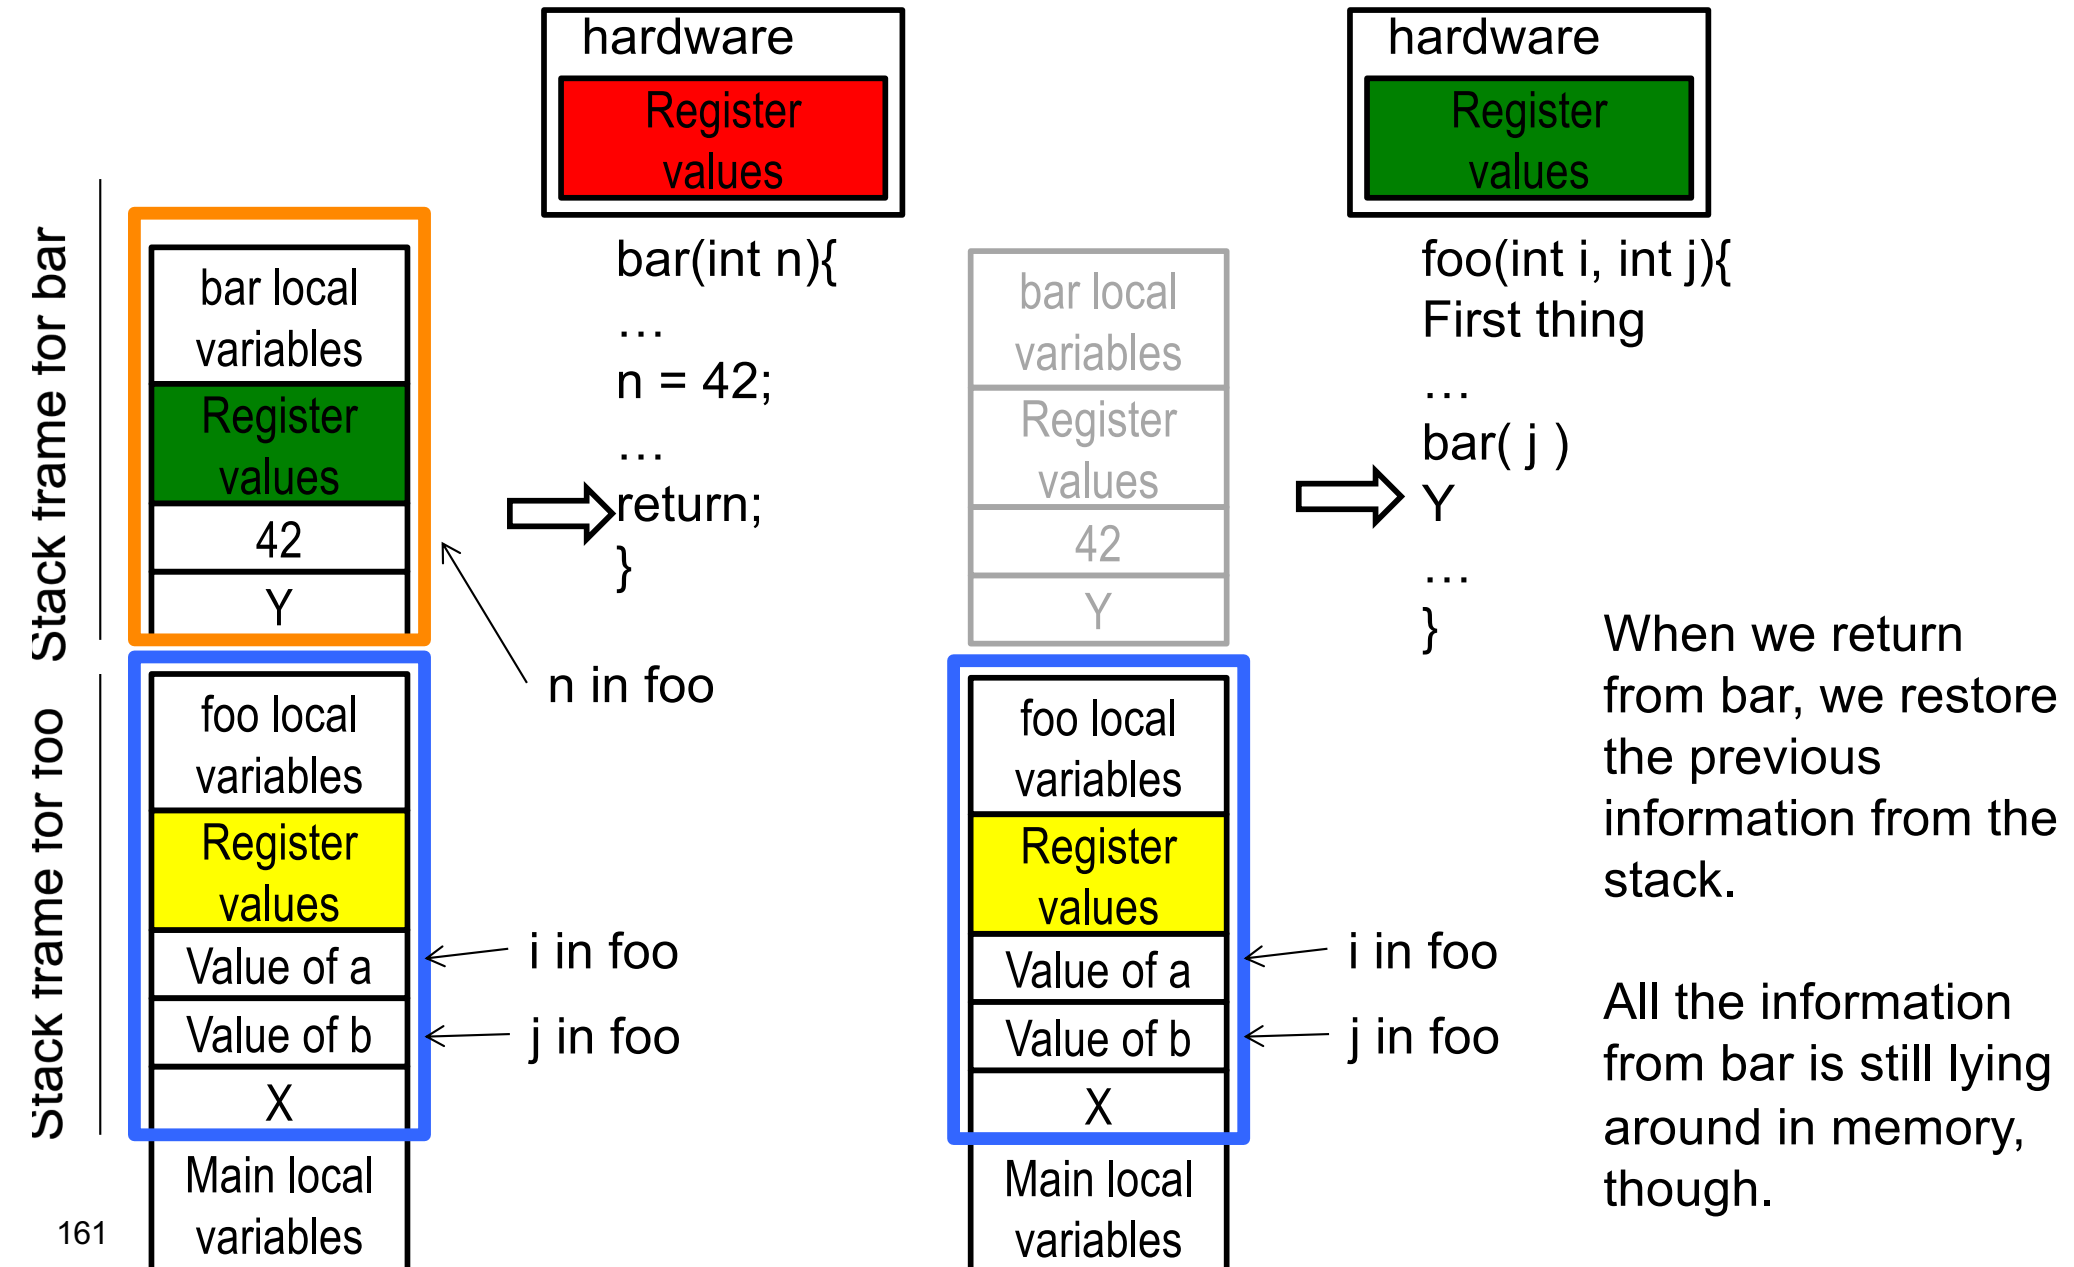 hardware
Register
values
bar(int n){
…
n = 42;
…
return;
}
Stack frame for bar
bar local
variables
Register
values
42
Y
n in foo
Stack frame for foo
foo local
variables
Register
values
Value of a
i in foo
Value of b
j in foo
X
Main local
variables
hardware
Register
values
foo(int i, int j){
First thing
…
bar( j )
Y
…
}
bar local
variables
Register
values
42
Y
foo local
variables
Register
values
Value of a
i in foo
Value of b
j in foo
X
Main local
variables
When we return
from bar, we restore
the previous
information from the
stack.
All the information
from bar is still lying
around in memory,
though.
161